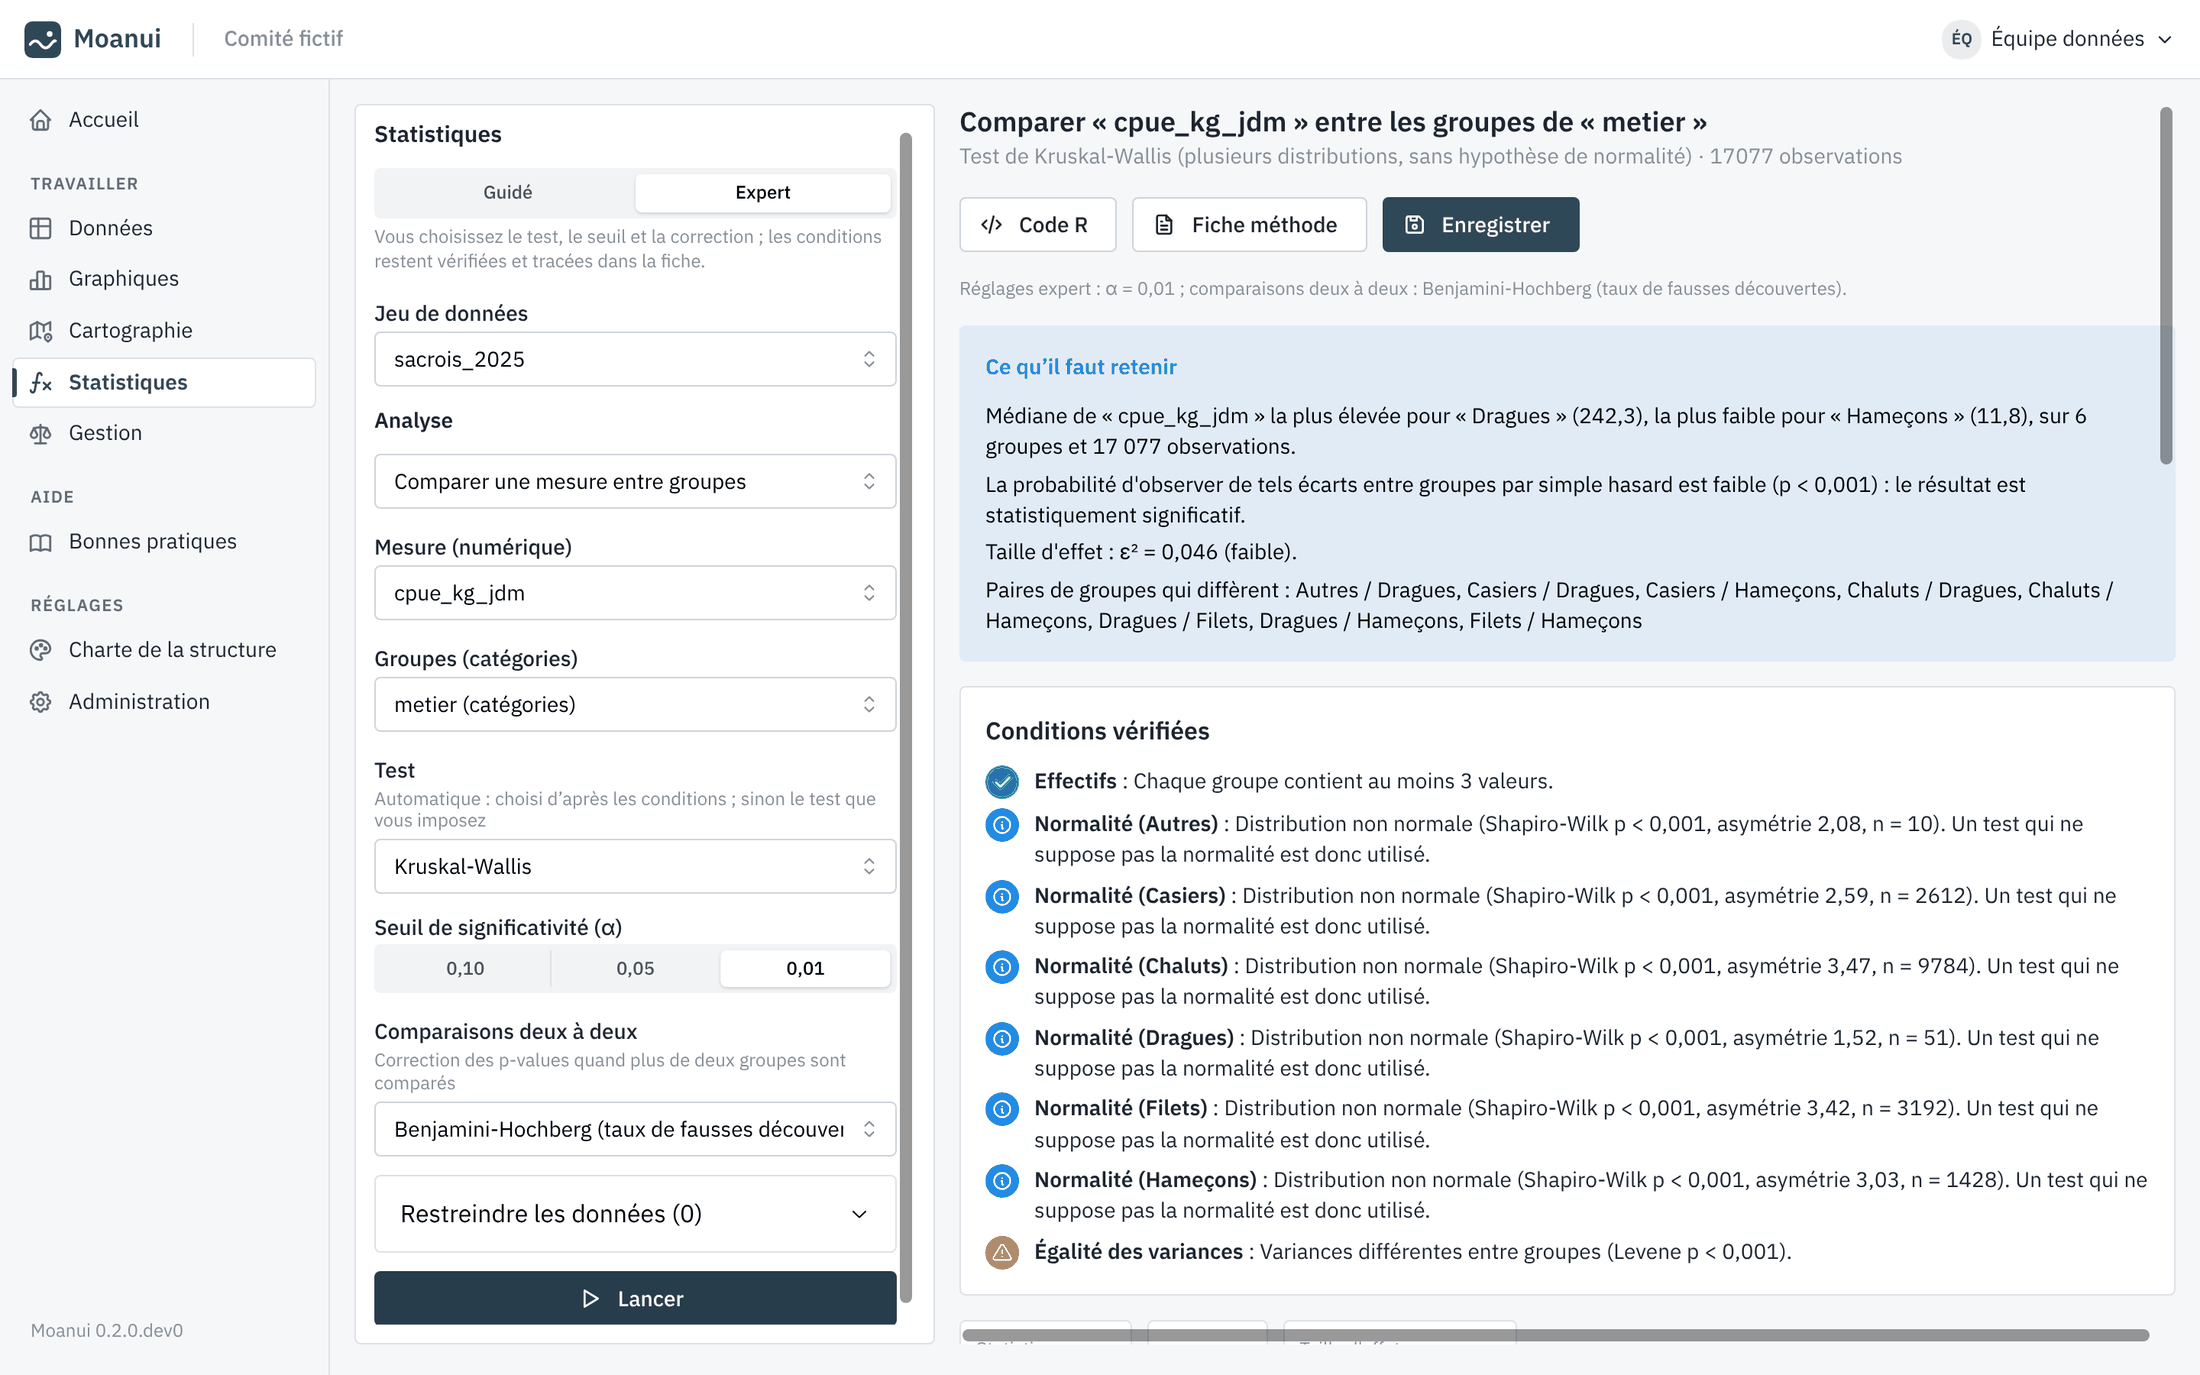 Moanui
Comité fictif
ÉQ Équipe données
Accueil
TRAVAILLER
Données
Graphiques
Cartographie
Statistiques
Gestion
AIDE
Bonnes pratiques
RÉGLAGES
Charte de la structure
Administration
Moanui 0.2.0.dev0
Statistiques
Guidé
Expert
Vous choisissez le test, le seuil et la correction ; les conditions
restent vérifiées et tracées dans la fiche.
Jeu de données
sacrois_2025
Analyse
Comparer une mesure entre groupes
Mesure (numérique)
cpue_kg_jdm
Groupes (catégories)
metier (catégories)
Test
Automatique : choisi d’après les conditions ; sinon le test que
vous imposez
Kruskal-Wallis
Seuil de significativité (α)
0,10
0,05
0,01
Comparaisons deux à deux
Correction des p-values quand plus de deux groupes sont
comparés
Benjamini-Hochberg (taux de fausses découver
Restreindre les données (0)
Lancer
Comparer « cpue_kg_jdm » entre les groupes de « metier »
Test de Kruskal-Wallis (plusieurs distributions, sans hypothèse de normalité) · 17077 observations
</> Code R
Fiche méthode
Enregistrer
Réglages expert : α = 0,01 ; comparaisons deux à deux : Benjamini-Hochberg (taux de fausses découvertes).
Ce qu’il faut retenir
Médiane de « cpue_kg_jdm » la plus élevée pour « Dragues » (242,3), la plus faible pour « Hameçons » (11,8), sur 6
groupes et 17 077 observations.
La probabilité d'observer de tels écarts entre groupes par simple hasard est faible (p < 0,001) : le résultat est
statistiquement significatif.
Taille d'effet : ε² = 0,046 (faible).
Paires de groupes qui diffèrent : Autres / Dragues, Casiers / Dragues, Casiers / Hameçons, Chaluts / Dragues, Chaluts /
Hameçons, Dragues / Filets, Dragues / Hameçons, Filets / Hameçons
Conditions vérifiées
Effectifs : Chaque groupe contient au moins 3 valeurs.
Normalité (Autres) : Distribution non normale (Shapiro-Wilk p < 0,001, asymétrie 2,08, n = 10). Un test qui ne
suppose pas la normalité est donc utilisé.
Normalité (Casiers) : Distribution non normale (Shapiro-Wilk p < 0,001, asymétrie 2,59, n = 2612). Un test qui ne
suppose pas la normalité est donc utilisé.
Normalité (Chaluts) : Distribution non normale (Shapiro-Wilk p < 0,001, asymétrie 3,47, n = 9784). Un test qui ne
suppose pas la normalité est donc utilisé.
Normalité (Dragues) : Distribution non normale (Shapiro-Wilk p < 0,001, asymétrie 1,52, n = 51). Un test qui ne
suppose pas la normalité est donc utilisé.
Normalité (Filets) : Distribution non normale (Shapiro-Wilk p < 0,001, asymétrie 3,42, n = 3192). Un test qui ne
suppose pas la normalité est donc utilisé.
Normalité (Hameçons) : Distribution non normale (Shapiro-Wilk p < 0,001, asymétrie 3,03, n = 1428). Un test qui ne
suppose pas la normalité est donc utilisé.
Égalité des variances : Variances différentes entre groupes (Levene p < 0,001).